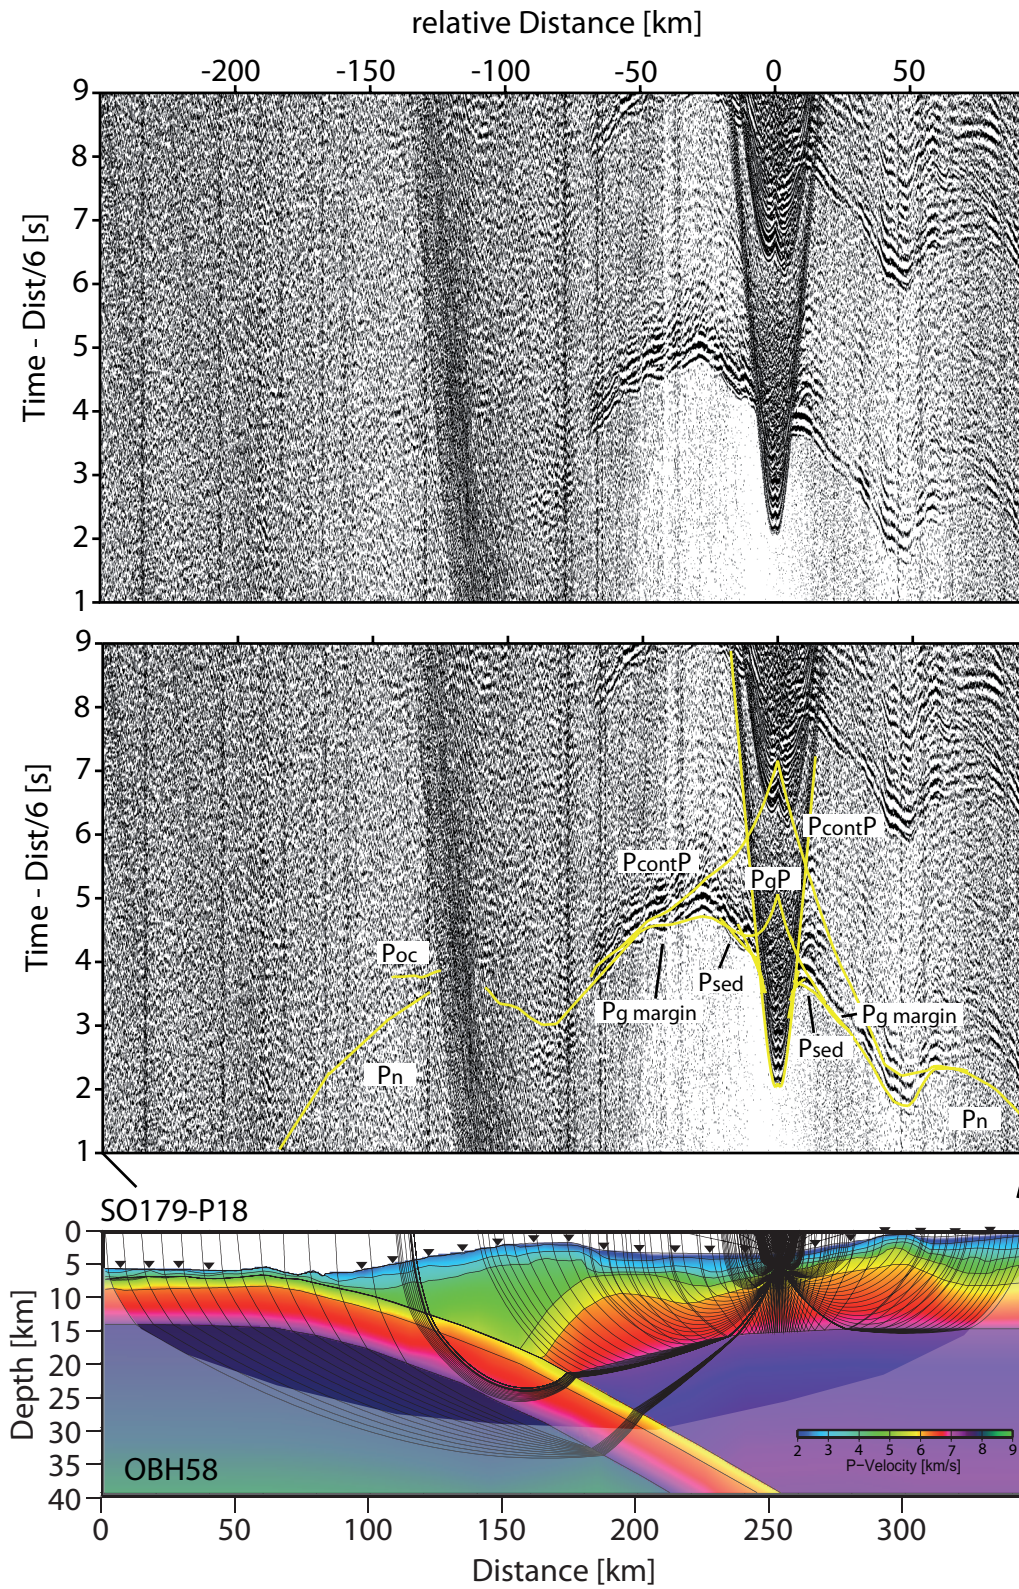 relative Distance [km]
-200 -150 -100 -50 0 50
9
8
7
6
5
4
3
2
1
Time - Dist/6 [s]
9
8
7
6
5
4
3
2
1
Time - Dist/6 [s]
PcontP
PcontP
PgP
Poc
Psed
Pg margin
Pg margin
Psed
Pn
Pn
SO179-P18
0
5
10
15
20
25
30
35
40
Depth [km]
OBH58
2 3 4 5 6 7 8 9
P-Velocity [km/s]
0 50 100 150 200 250 300
Distance [km]